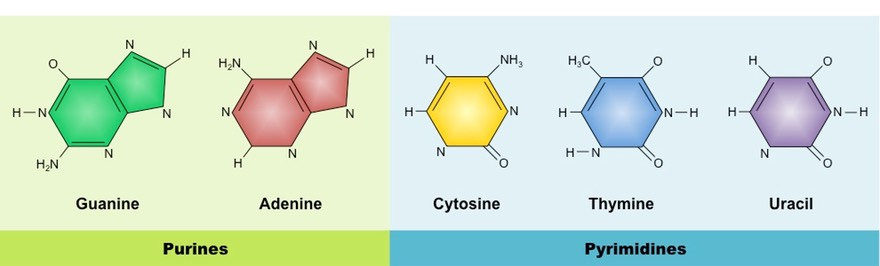 O N H
H–N N
H₂N N
Guanine
H₂N N H
N N
H N
Adenine
H NH₃
H N
N O
Cytosine
H₃C O
H N–H
H–N O
Thymine
H O
H N–H
N O
Uracil
Purines
Pyrimidines